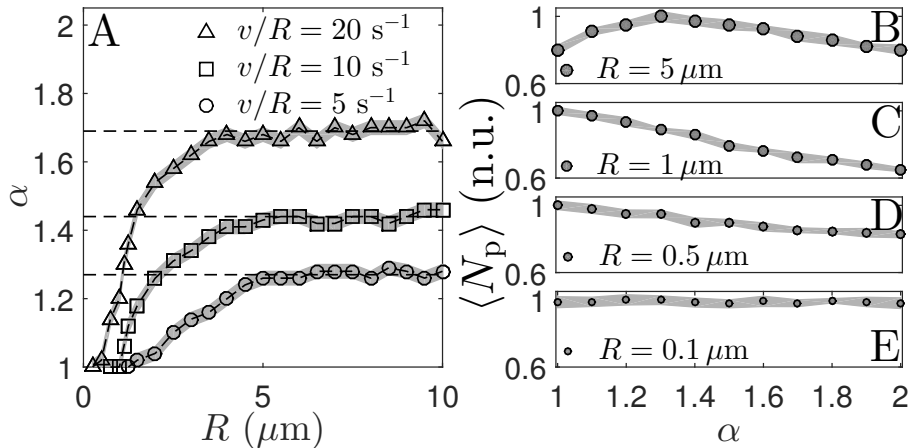 A
v/R = 20 s⁻¹
v/R = 10 s⁻¹
v/R = 5 s⁻¹
2
1.8
1.6
1.4
1.2
1
α
0
5
10
R (μm)
⟨Nₚ⟩ (n.u.)
1
0.6
B
R = 5 μm
1
0.6
C
R = 1 μm
1
0.6
D
R = 0.5 μm
1
0.6
E
R = 0.1 μm
1
1.2
1.4
1.6
1.8
2
α